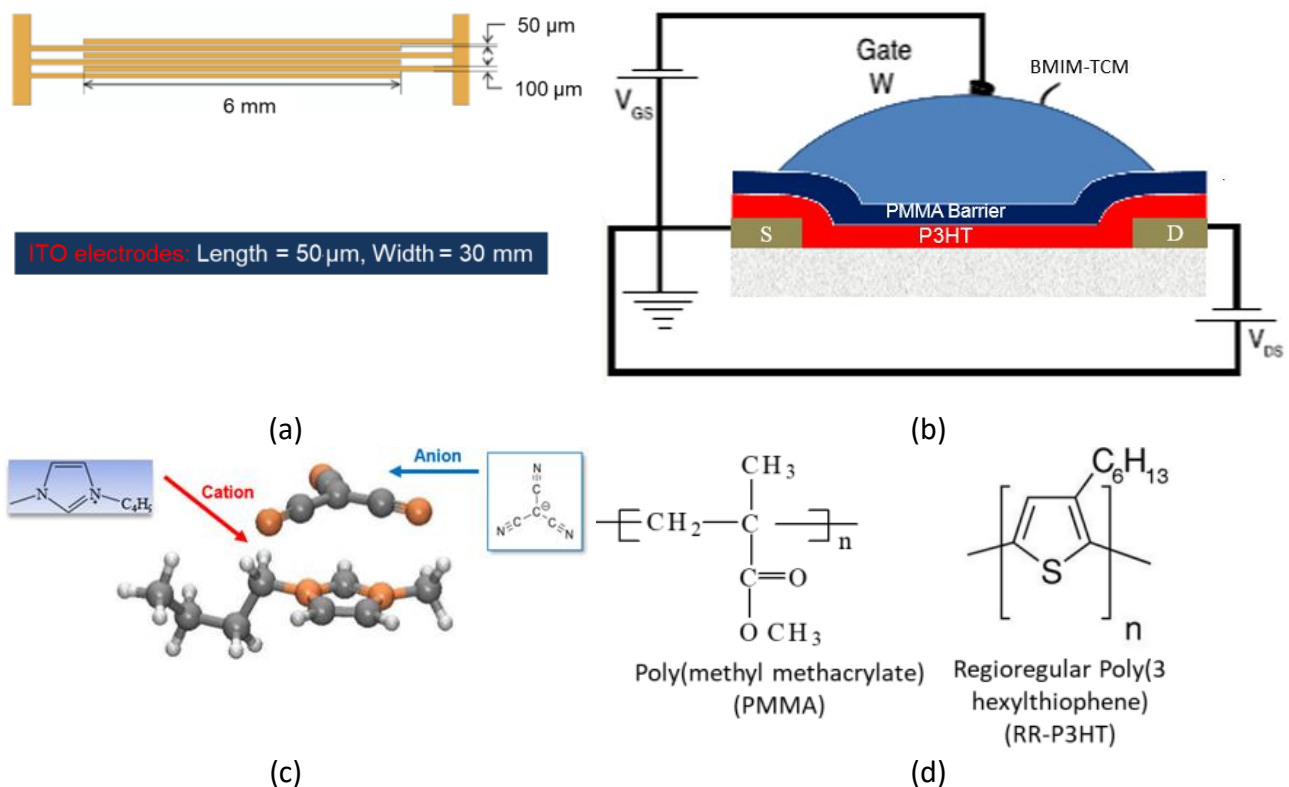 50 µm
100 µm
6 mm
ITO electrodes: Length = 50 µm, Width = 30 mm
(a)
Gate
W
BMIM-TCM
VGS
PMMA Barrier
S
P3HT
D
VDS
(b)
N
N
C4H5
Cation
Anion
N
C
C
C
C
N
N
(c)
CH3
CH2
C
n
C=O
O CH3
Poly(methyl methacrylate)
(PMMA)
C6H13
S
n
Regioregular Poly(3
hexylthiophene)
(RR-P3HT)
(d)